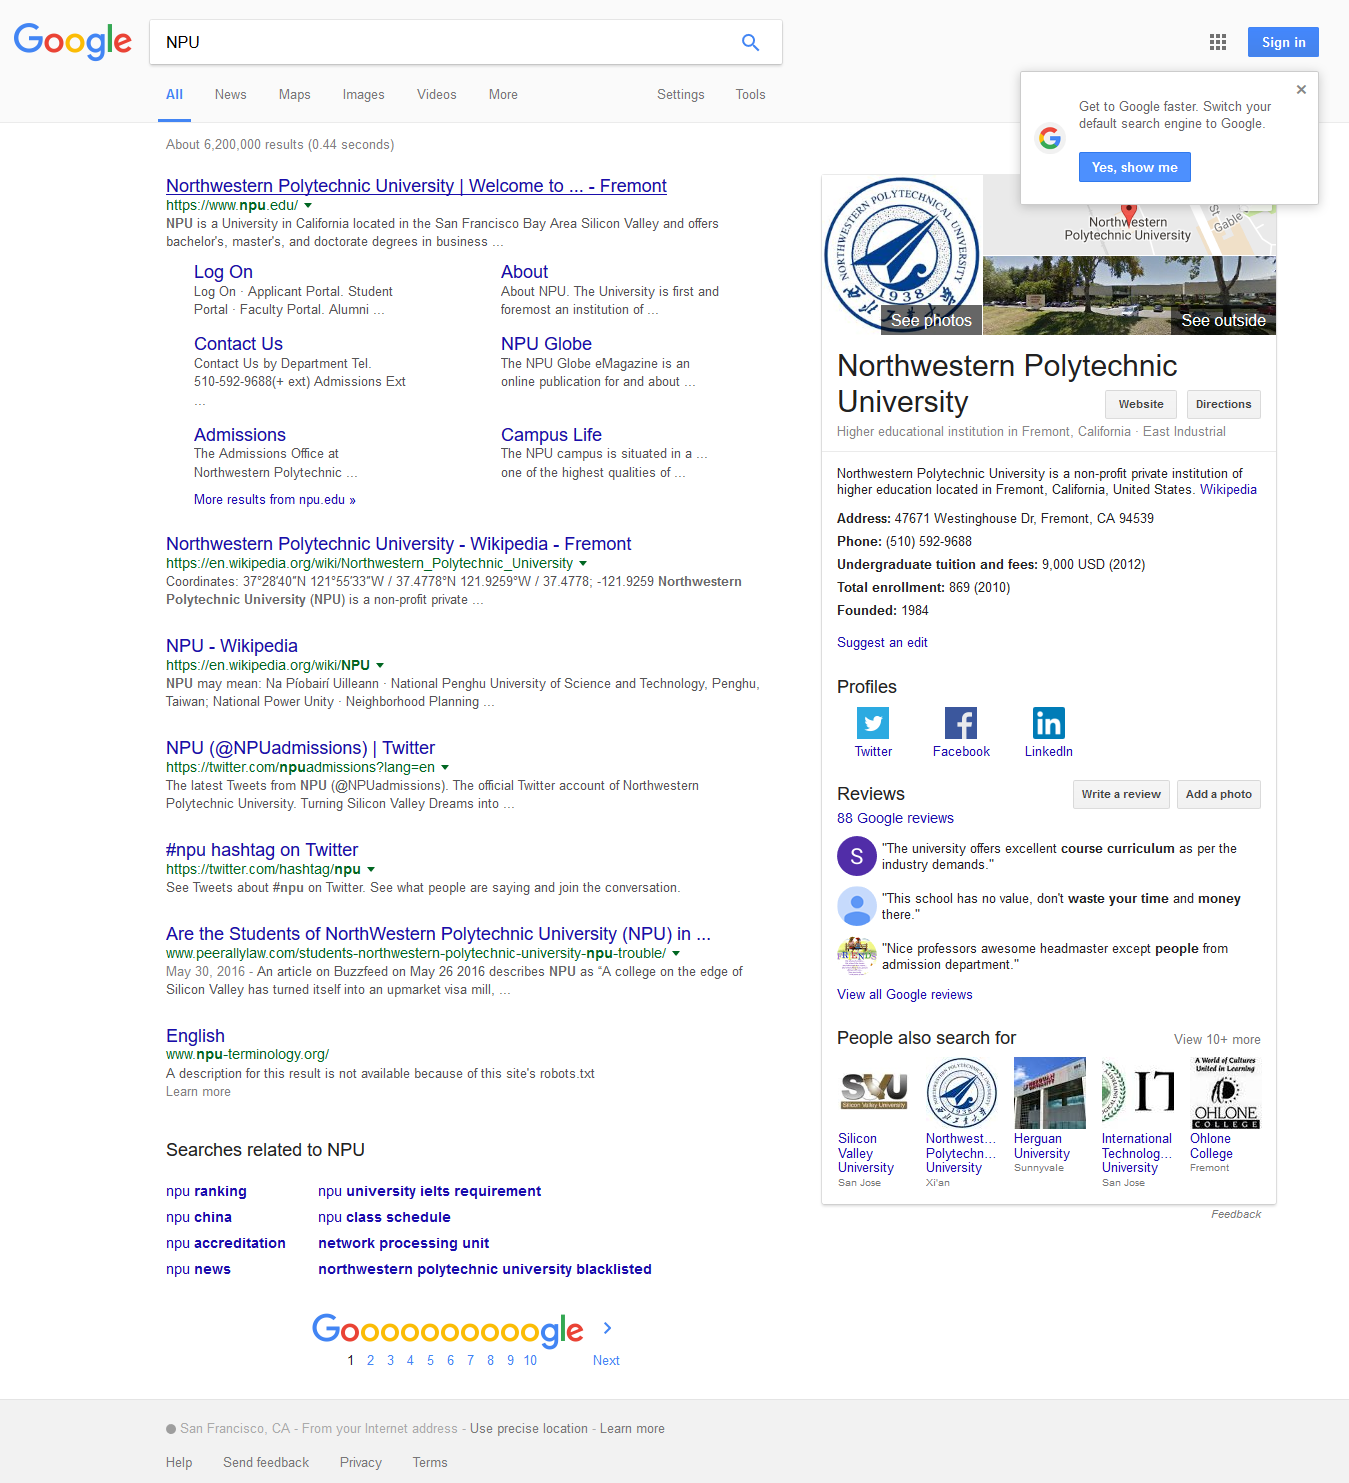 Google
NPU
Sign in
All News Maps Images Videos More Settings Tools
Get to Google faster. Switch your
default search engine to Google.
Yes, show me
About 6,200,000 results (0.44 seconds)
Northwestern Polytechnic University | Welcome to ... - Fremont
https://www.npu.edu/
NPU is a University in California located in the San Francisco Bay Area Silicon Valley and offers
bachelor's, master's, and doctorate degrees in business ...
Log On
Log On · Applicant Portal. Student
Portal · Faculty Portal. Alumni ...
About
About NPU. The University is first and
foremost an institution of ...
Contact Us
Contact Us by Department Tel.
510-592-9688(+ ext) Admissions Ext
...
NPU Globe
The NPU Globe eMagazine is an
online publication for and about ...
Admissions
The Admissions Office at
Northwestern Polytechnic ...
Campus Life
The NPU campus is situated in a ...
one of the highest qualities of ...
More results from npu.edu »
Northwestern Polytechnic University - Wikipedia - Fremont
https://en.wikipedia.org/wiki/Northwestern_Polytechnic_University
Coordinates: 37°28′40″N 121°55′33″W / 37.4778°N 121.9259°W / 37.4778; -121.9259 Northwestern
Polytechnic University (NPU) is a non-profit private ...
NPU - Wikipedia
https://en.wikipedia.org/wiki/NPU
NPU may mean: Na Píobairí Uilleann · National Penghu University of Science and Technology, Penghu,
Taiwan; National Power Unity · Neighborhood Planning ...
NPU (@NPUadmissions) | Twitter
https://twitter.com/npuadmissions?lang=en
The latest Tweets from NPU (@NPUadmissions). The official Twitter account of Northwestern
Polytechnic University. Turning Silicon Valley Dreams into ...
#npu hashtag on Twitter
https://twitter.com/hashtag/npu
See Tweets about #npu on Twitter. See what people are saying and join the conversation.
Are the Students of NorthWestern Polytechnic University (NPU) in ...
www.peerallylaw.com/students-northwestern-polytechnic-university-npu-trouble/
May 30, 2016 - An article on Buzzfeed on May 26 2016 describes NPU as “A college on the edge of
Silicon Valley has turned itself into an upmarket visa mill, ...
English
www.npu-terminology.org/
A description for this result is not available because of this site's robots.txt
Learn more
Searches related to NPU
npu ranking
npu university ielts requirement
npu china
npu class schedule
npu accreditation
network processing unit
npu news
northwestern polytechnic university blacklisted
Goooooooooogle
1 2 3 4 5 6 7 8 9 10 Next
NORTHWESTERN POLYTECHNICAL UNIVERSITY
1938
See photos
Northwestern
Polytechnic University
St
Gable
See outside
Northwestern Polytechnic
University
Website
Directions
Higher educational institution in Fremont, California · East Industrial
Northwestern Polytechnic University is a non-profit private institution of
higher education located in Fremont, California, United States. Wikipedia
Address: 47671 Westinghouse Dr, Fremont, CA 94539
Phone: (510) 592-9688
Undergraduate tuition and fees: 9,000 USD (2012)
Total enrollment: 869 (2010)
Founded: 1984
Suggest an edit
Profiles
Twitter
Facebook
LinkedIn
Reviews
Write a review
Add a photo
88 Google reviews
S
"The university offers excellent course curriculum as per the
industry demands."
"This school has no value, don't waste your time and money
there."
FRIENDS
"Nice professors awesome headmaster except people from
admission department."
View all Google reviews
People also search for
View 10+ more
SVU
Silicon Valley University
A World of Cultures
United in Learning
OHLONE
COLLEGE
Silicon
Valley
University
San Jose
Northwest...
Polytechn...
University
Xi'an
Herguan
University
Sunnyvale
International
Technolog...
University
San Jose
Ohlone
College
Fremont
Feedback
San Francisco, CA - From your Internet address - Use precise location - Learn more
Help Send feedback Privacy Terms